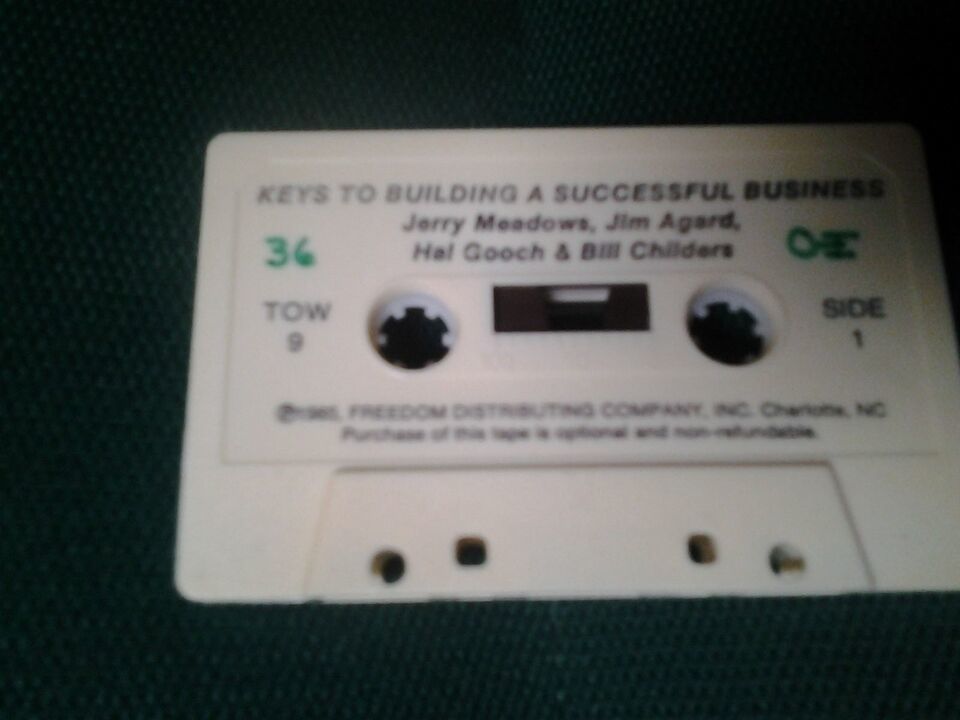 KEYS TO BUILDING A SUCCESSFUL BUSINESS
Jerry Meadows, Jim Agard,
Hal Gooch & Bill Childers
36
TOW
9
SIDE
1
℗1985, FREEDOM DISTRIBUTING COMPANY, INC. Charlotte, NC
Purchase of this tape is optional and non-refundable.